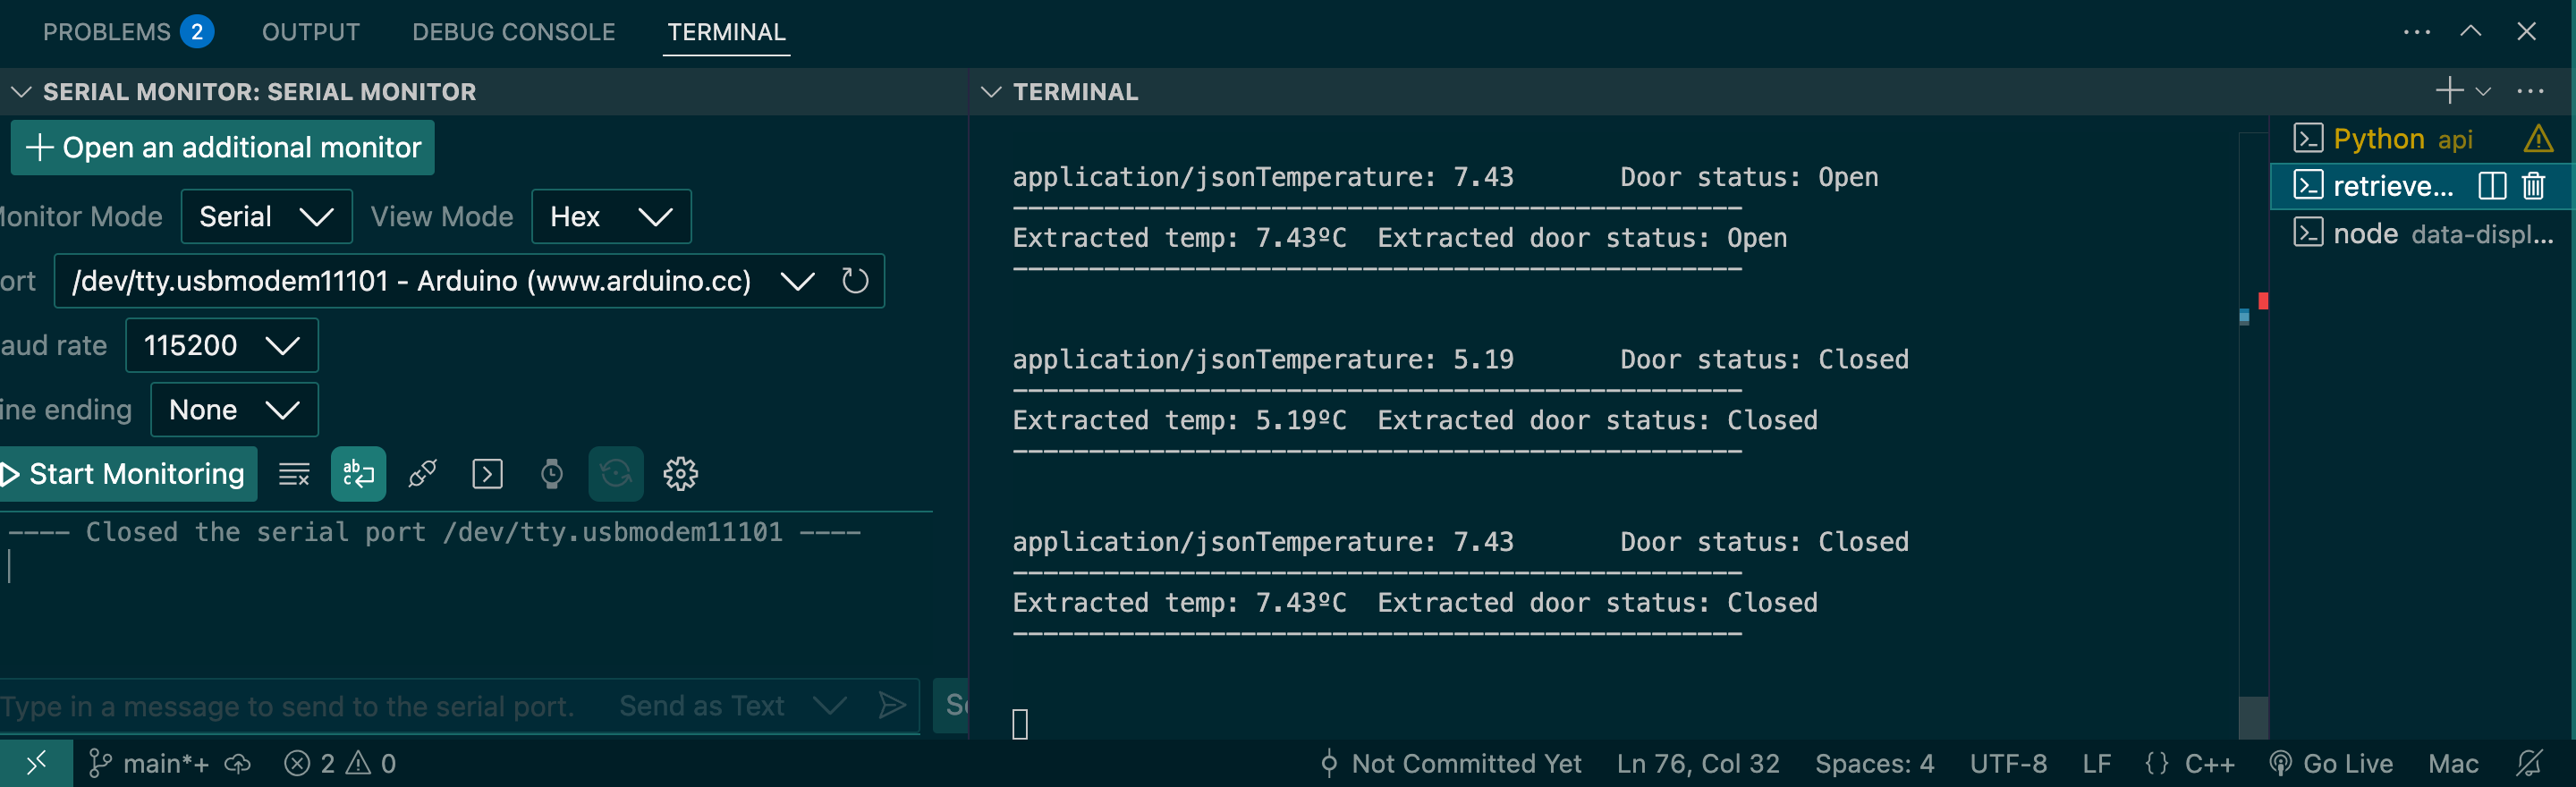 PROBLEMS 2 OUTPUT DEBUG CONSOLE TERMINAL
SERIAL MONITOR: SERIAL MONITOR
+ Open an additional monitor
onitor Mode Serial View Mode Hex
ort /dev/tty.usbmodem11101 - Arduino (www.arduino.cc)
aud rate 115200
ine ending None
Start Monitoring
---- Closed the serial port /dev/tty.usbmodem11101 ----
Type in a message to send to the serial port. Send as Text
TERMINAL
application/jsonTemperature: 7.43 Door status: Open
------------------------------------------------
Extracted temp: 7.43ºC Extracted door status: Open
------------------------------------------------
application/jsonTemperature: 5.19 Door status: Closed
------------------------------------------------
Extracted temp: 5.19ºC Extracted door status: Closed
------------------------------------------------
application/jsonTemperature: 7.43 Door status: Closed
------------------------------------------------
Extracted temp: 7.43ºC Extracted door status: Closed
------------------------------------------------
Python api
retrieve...
node data-displ...
main*+ 2 0 Not Committed Yet Ln 76, Col 32 Spaces: 4 UTF-8 LF {} C++ Go Live Mac